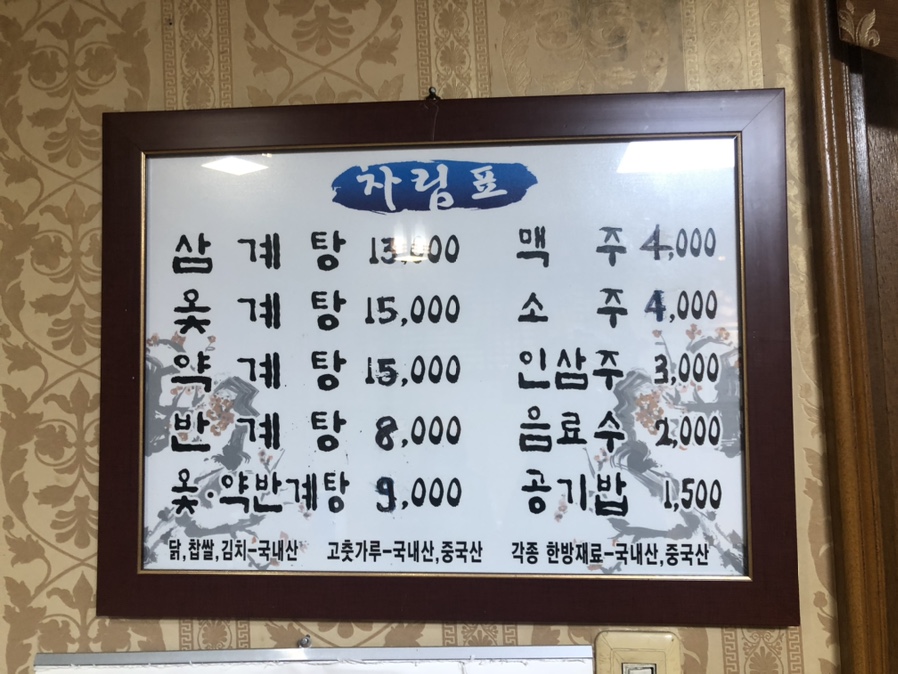 차림표
삼계탕 13,000
옻계탕 15,000
약계탕 15,000
반계탕 8,000
옻·약반계탕 9,000
맥주 4,000
소주 4,000
인삼주 3,000
음료수 2,000
공기밥 1,500
닭,찹쌀,김치-국내산 고춧가루-국내산,중국산 각종 한방재료-국내산,중국산